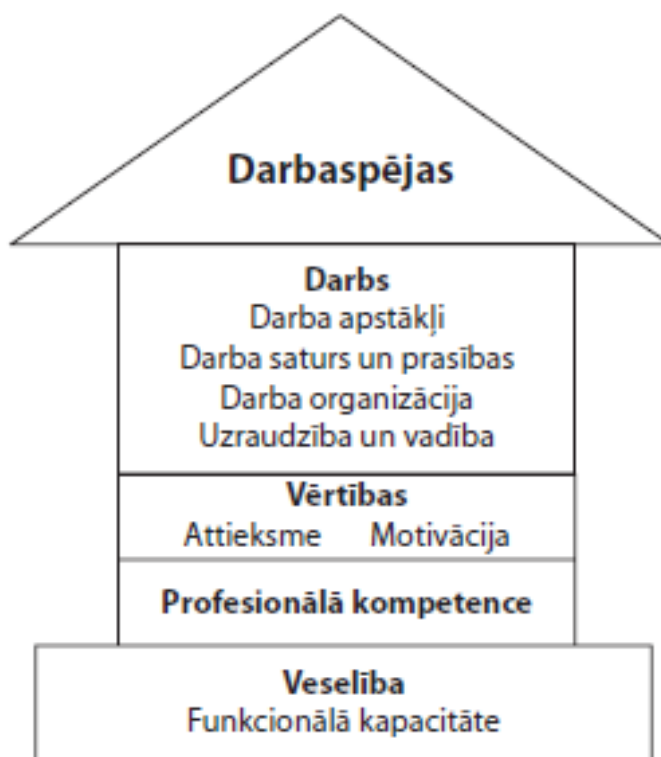 Darbaspējas
Darbs
Darba apstākļi
Darba saturs un prasības
Darba organizācija
Uzraudzība un vadība
Vērtības
Attieksme Motivācija
Profesionālā kompetence
Veselība
Funkcionālā kapacitāte